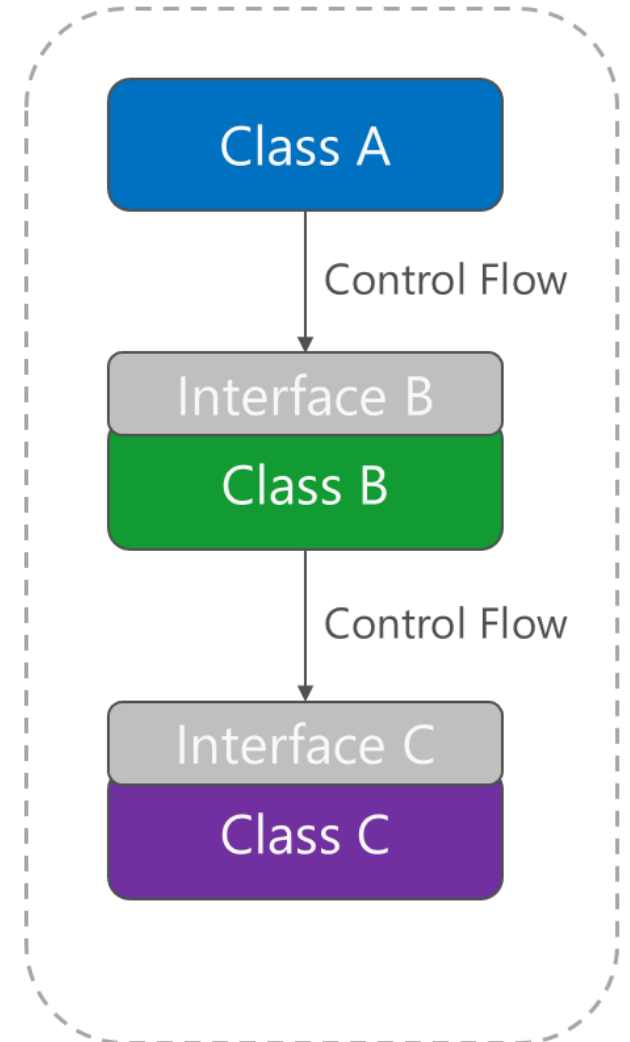 Class A
Control Flow
Interface B
Class B
Control Flow
Interface C
Class C